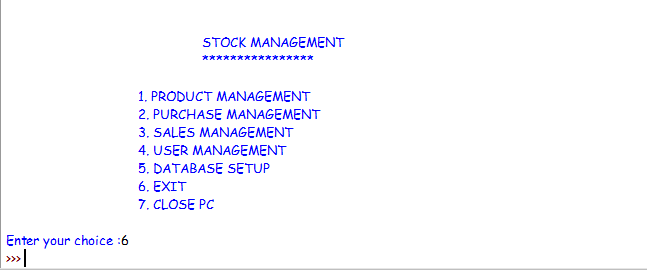 STOCK MANAGEMENT
****************
1. PRODUCT MANAGEMENT
2. PURCHASE MANAGEMENT
3. SALES MANAGEMENT
4. USER MANAGEMENT
5. DATABASE SETUP
6. EXIT
7. CLOSE PC
Enter your choice :6
>>>